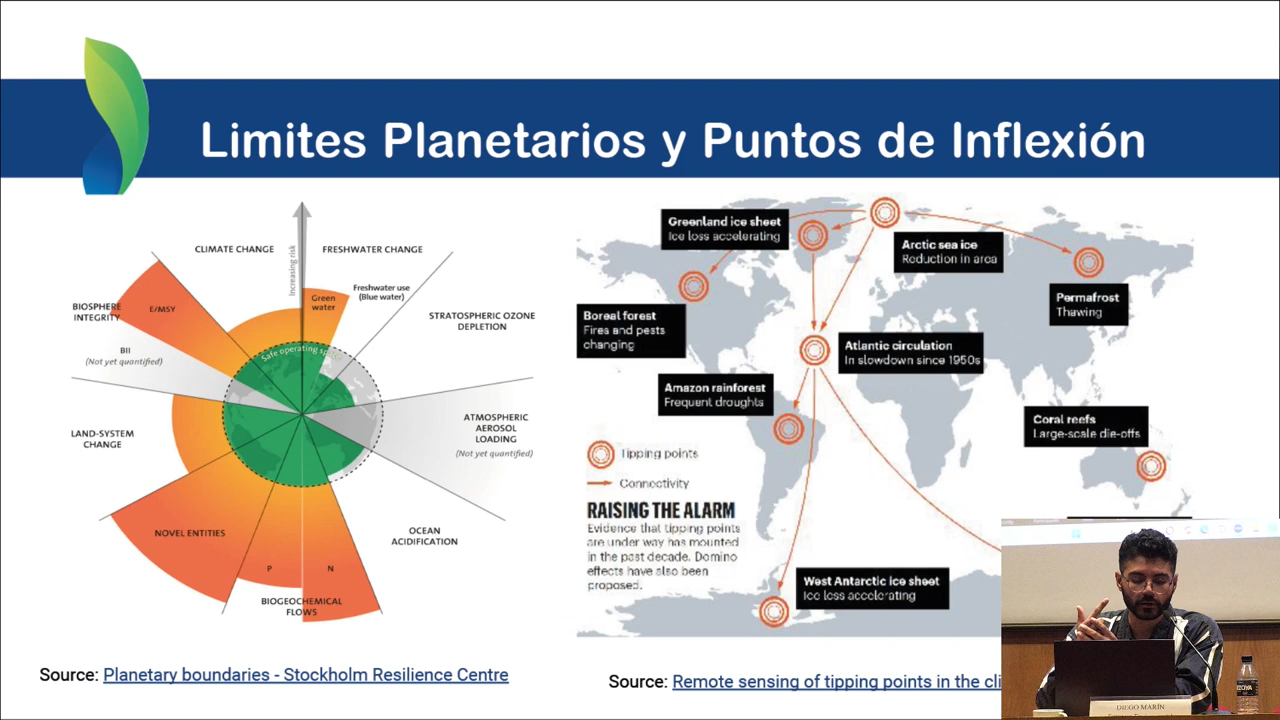 Limites Planetarios y Puntos de Inflexión
Increasing risk
CLIMATE CHANGE
FRESHWATER CHANGE
Green
water
Freshwater use
(Blue water)
STRATOSPHERIC OZONE
DEPLETION
BIOSPHERE
INTEGRITY
E/MSY
BII
(Not yet quantified)
Safe operating
LAND-SYSTEM
CHANGE
ATMOSPHERIC
AEROSOL
LOADING
(Not yet quantified)
NOVEL ENTITIES
OCEAN
ACIDIFICATION
P
N
BIOGEOCHEMICAL
FLOWS
Source: Planetary boundaries - Stockholm Resilience Centre
Greenland ice sheet
Ice loss accelerating
Arctic sea ice
Reduction in area
Permafrost
Thawing
Boreal forest
Fires and pests
changing
Atlantic circulation
In slowdown since 1950s
Amazon rainforest
Frequent droughts
Coral reefs
Large-scale die-offs
Tipping points
Connectivity
RAISING THE ALARM
Evidence that tipping points
are under way has mounted
in the past decade. Domino
effects have also been
proposed.
West Antarctic ice sheet
Ice loss accelerating
Source: Remote sensing of tipping points in the cli
DIEGO MARÍN